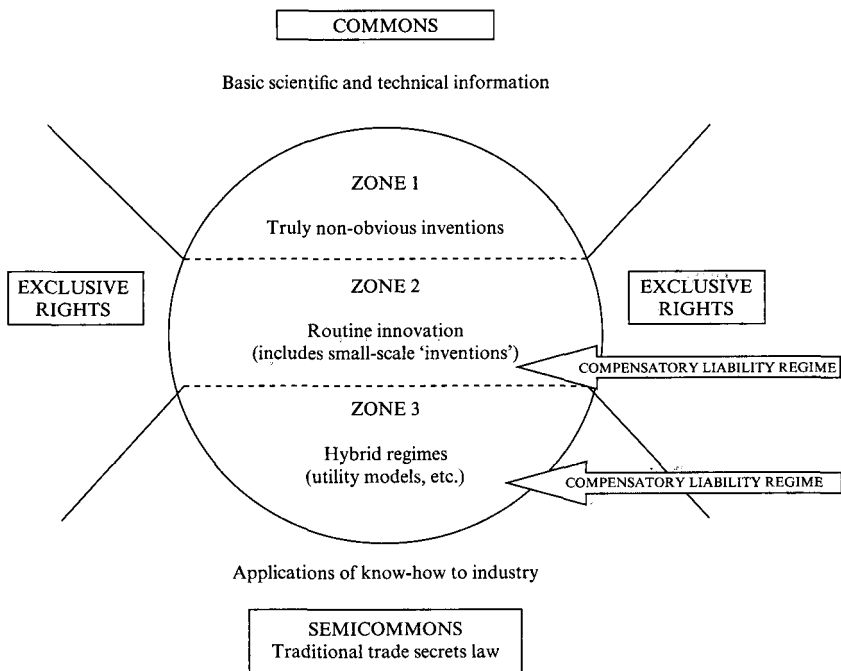 COMMONS
Basic scientific and technical information
ZONE 1
Truly non-obvious inventions
EXCLUSIVE
RIGHTS
ZONE 2
Routine innovation
(includes small-scale 'inventions')
EXCLUSIVE
RIGHTS
COMPENSATORY LIABILITY REGIME
ZONE 3
Hybrid regimes
(utility models, etc.)
COMPENSATORY LIABILITY REGIME
Applications of know-how to industry
SEMICOMMONS
Traditional trade secrets law